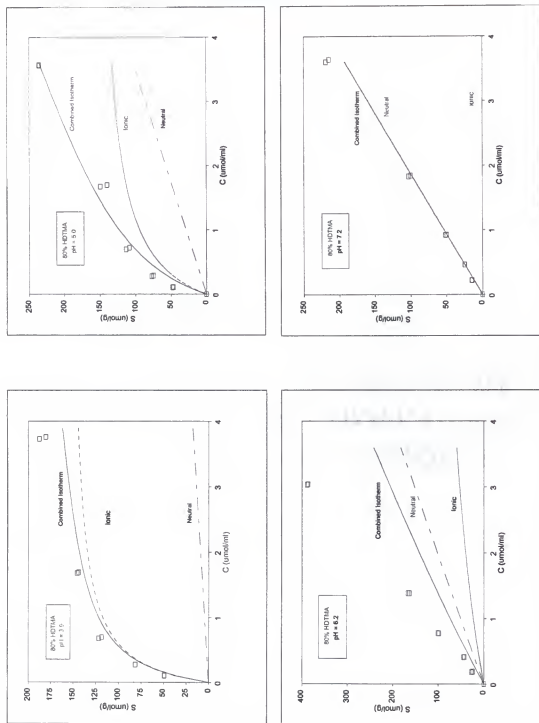 250
200
150
100
50
0
S (umol/g)
80% HDTMA
pH = 5.0
Combined Isotherm
Ionic
Neutral
0
1
2
3
4
C (umol/ml)
250
200
150
100
50
0
S (umol/g)
80% HDTMA
pH = 7.2
Combined Isotherm
Neutral
Ionic
0
1
2
3
4
C (umol/ml)
200
175
150
125
100
75
50
25
0
S (umol/g)
80% HDTMA
pH = 3.9
Combined Isotherm
Ionic
Neutral
0
1
2
3
4
C (umol/ml)
400
300
200
100
0
S (umol/g)
80% HDTMA
pH = 6.2
Combined Isotherm
Neutral
Ionic
0
1
2
3
4
C (umol/ml)